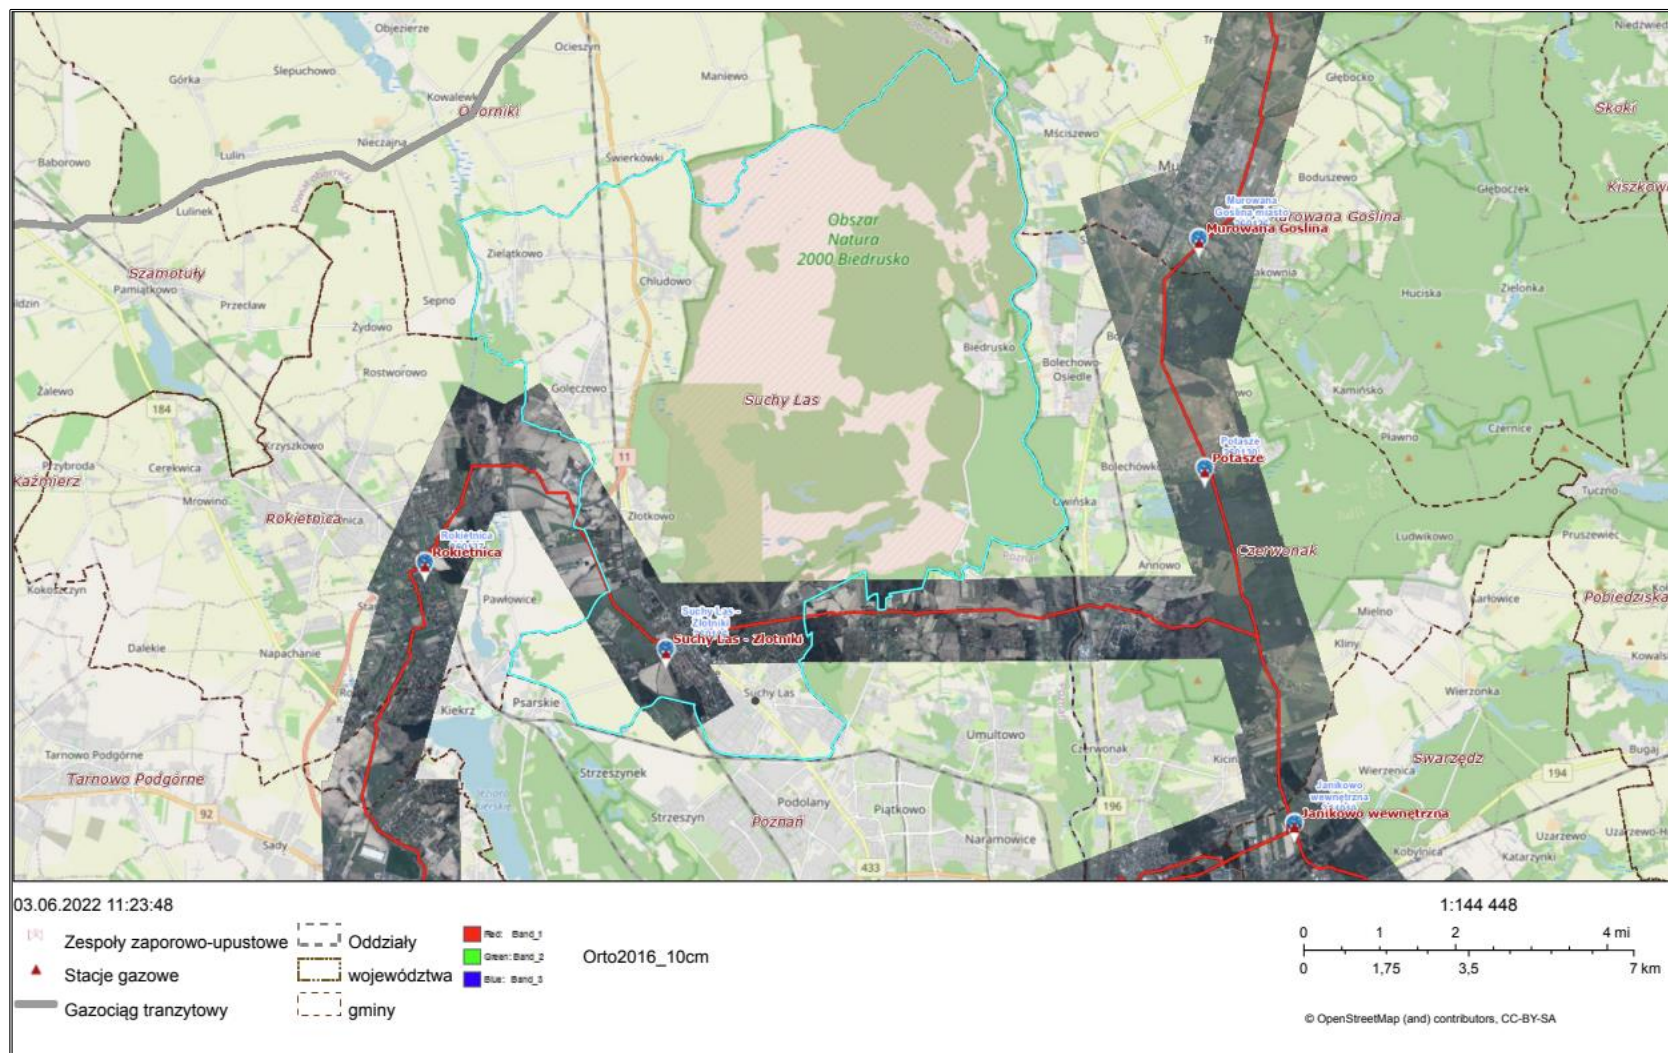 Objezierze
Ocieszyn
Górka
Ślepuchowo
Maniewo
Głębocko
Skoki
Oborniki
Nieczajna
Mściszewo
Baborowo
Lulin
Świerkówki
Boduszewo
Lulinek
Głęboczek
Murowana
Goślina miasto
Murowana Goślina
Murowana Goślina
Obszar
Natura
2000 Biedrusko
Zielątkowo
Szamotuły
Pamiątkowo
Chludowo
Huciska
Zielonka
Przecław
Sepno
Żydowo
Biedrusko
Bolechowo-
Osiedle
Rostworowo
Golęczewo
Kamińsko
Żalewo
184
Suchy Las
Czernice
Pławno
Krzyszkowo
11
Potasze
Potasze
Przybroda
Cerekwica
Bolechówko
Kaźmierz
Mrowino
Rokietnica
Złotkowo
Owińska
Tuczno
Rokietnica
Rokietnica
Ludwikowo
Pruszewiec
Czerwonak
Annowo
Kokoszczyn
Pawłowice
Mielno
Karłowice
Pobiedziska
Suchy Las-
Złotniki
Suchy Las - Złotniki
Dalekie
Napachanie
Kliny
Wierzonka
Suchy Las
Psarskie
Kiekrz
Umultowo
Czerwonak
Tarnowo Podgórne
Tarnowo Podgórne
Strzeszynek
Swarzędz
Bugaj
Wierzenica
194
Janikowo
wewnętrzna
Janikowo wewnętrzna
92
Strzeszyn
Podolany
Poznań
Piątkowo
196
Naramowice
Sady
433
Kobylnica
Uzarzewo
Katarzynki
03.06.2022 11:23:48
1:144 448
Zespoły zaporowo-upustowe
Stacje gazowe
Gazociąg tranzytowy
Oddziały
województwa
gminy
Red: Band_1
Green: Band_2
Blue: Band_3
Orto2016_10cm
0 1 2 4 mi
0 1,75 3,5 7 km
© OpenStreetMap (and) contributors, CC-BY-SA